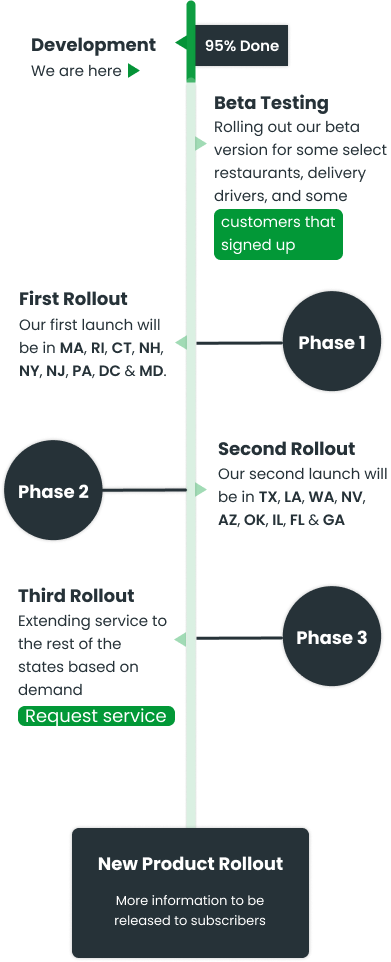 Development
We are here
95% Done
Beta Testing
Rolling out our beta
version for some select
restaurants, delivery
drivers, and some
customers that
signed up
First Rollout
Our first launch will
be in MA, RI, CT, NH,
NY, NJ, PA, DC & MD.
Phase 1
Phase 2
Second Rollout
Our second launch will
be in TX, LA, WA, NV,
AZ, OK, IL, FL & GA
Third Rollout
Extending service to
the rest of the
states based on
demand
Request service
Phase 3
New Product Rollout
More information to be
released to subscribers